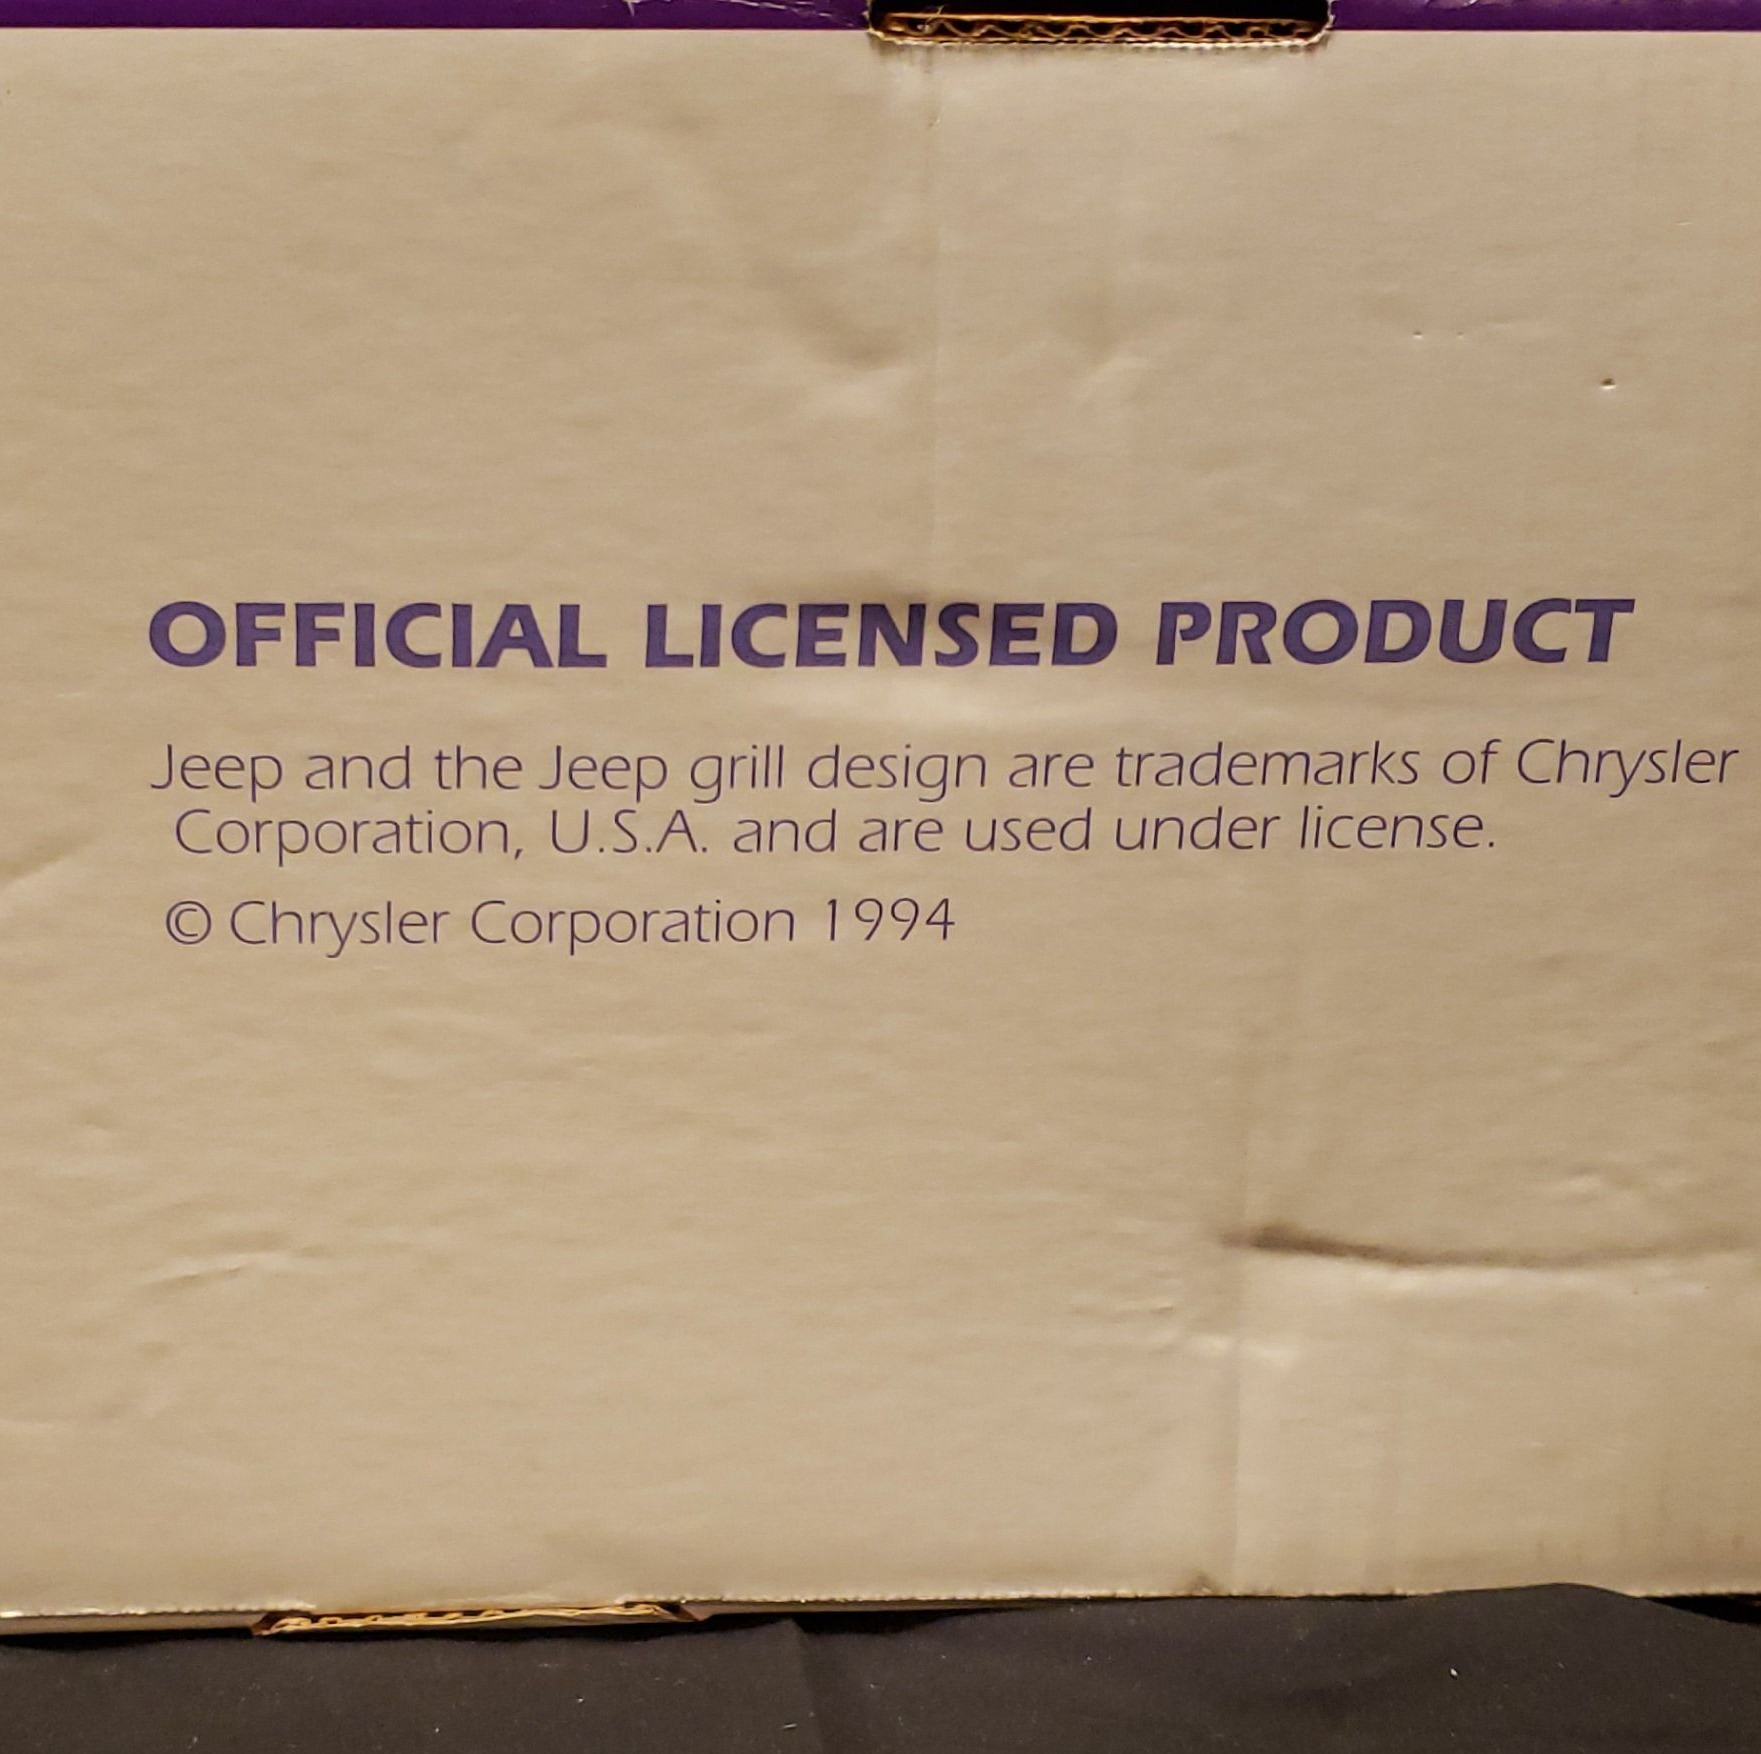 OFFICIAL LICENSED PRODUCT
Jeep and the Jeep grill design are trademarks of Chrysler
Corporation, U.S.A. and are used under license.
© Chrysler Corporation 1994